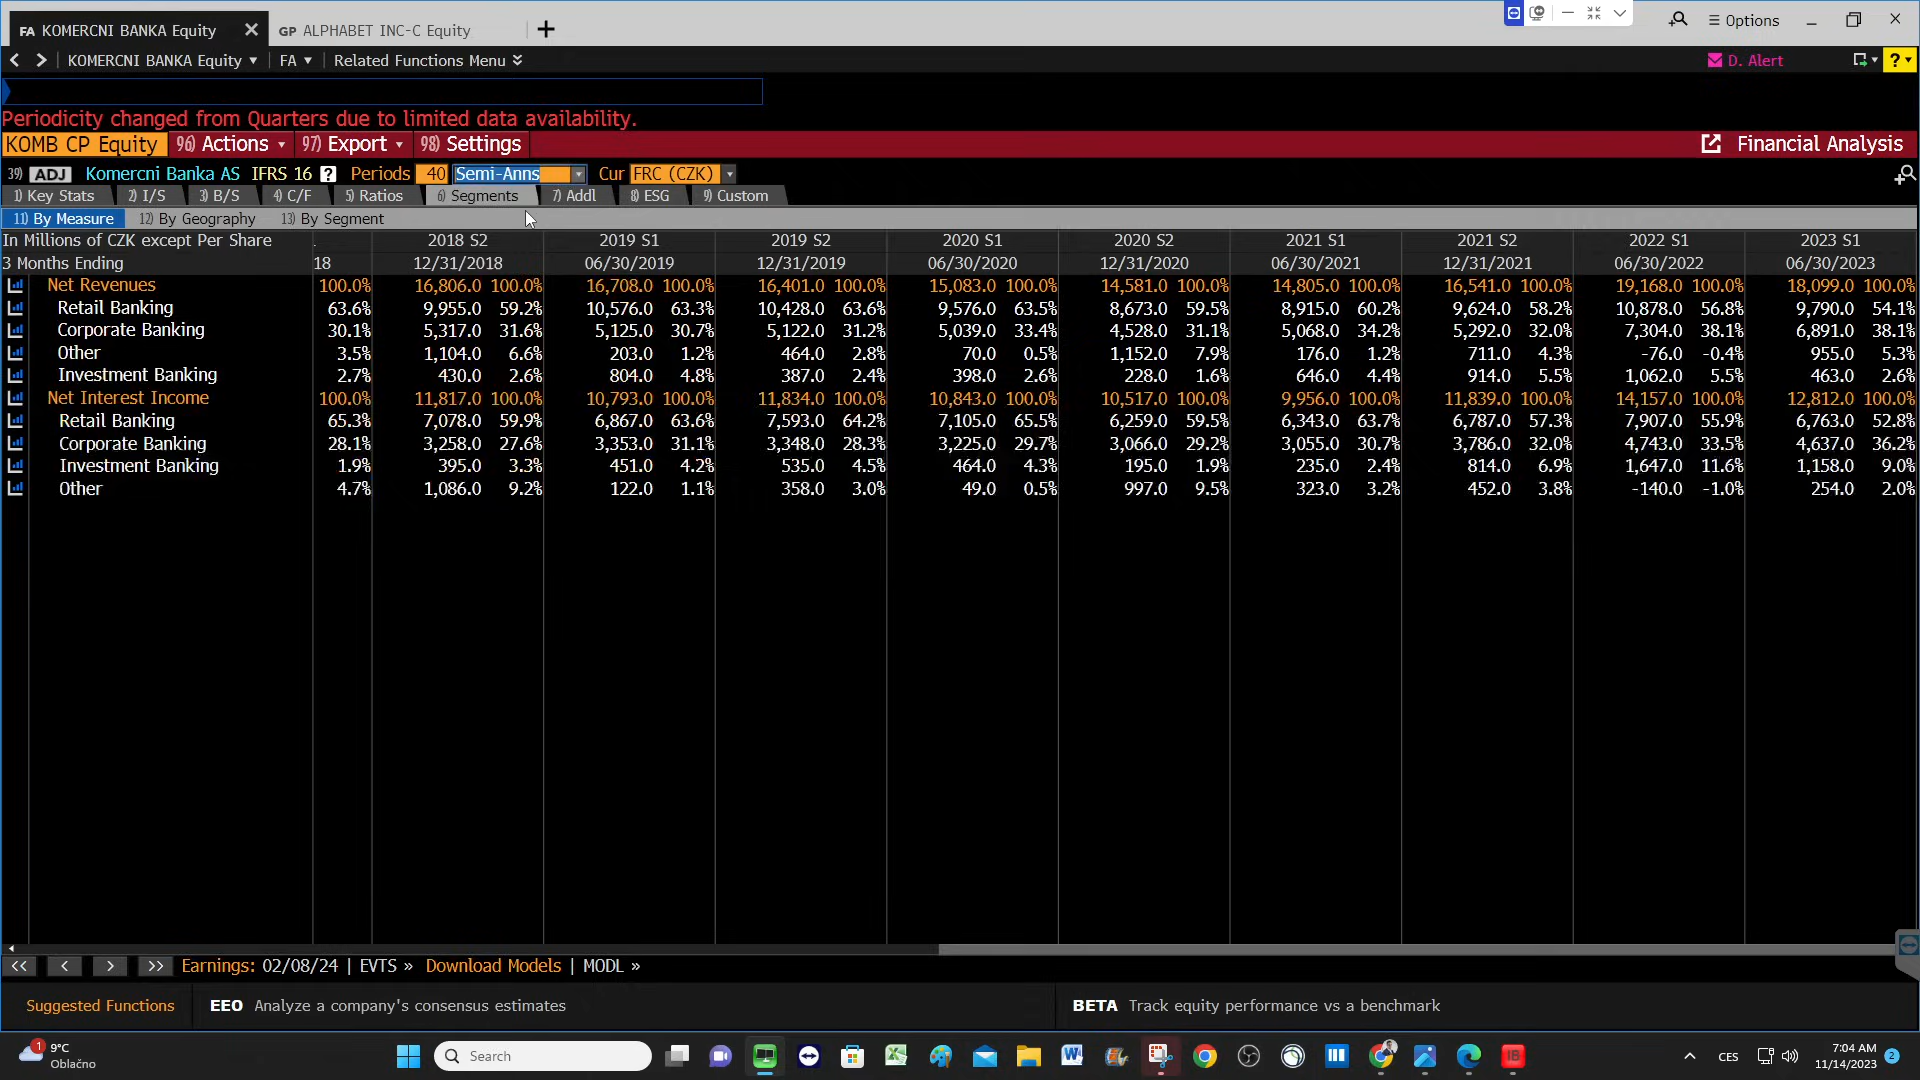 FA KOMERCNI BANKA Equity
GP ALPHABET INC-C Equity
Options
KOMERCNI BANKA Equity
FA
Related Functions Menu
D. Alert
?
Periodicity changed from Quarters due to limited data availability.
KOMB CP Equity 96) Actions 97) Export 98) Settings Financial Analysis
39) ADJ Komercni Banka AS IFRS 16 ? Periods 40 Semi-Anns Cur FRC (CZK)
1) Key Stats 2) I/S 3) B/S 4) C/F 5) Ratios 6) Segments 7) Addl 8) ESG 9) Custom
11) By Measure 12) By Geography 13) By Segment
In Millions of CZK except Per Share 2018 S2 2019 S1 2019 S2 2020 S1 2020 S2 2021 S1 2021 S2 2022 S1 2023 S1
3 Months Ending 18 12/31/2018 06/30/2019 12/31/2019 06/30/2020 12/31/2020 06/30/2021 12/31/2021 06/30/2022 06/30/2023
Net Revenues 100.0% 16,806.0 100.0% 16,708.0 100.0% 16,401.0 100.0% 15,083.0 100.0% 14,581.0 100.0% 14,805.0 100.0% 16,541.0 100.0% 19,168.0 100.0% 18,099.0 100.0%
Retail Banking 63.6% 9,955.0 59.2% 10,576.0 63.3% 10,428.0 63.6% 9,576.0 63.5% 8,673.0 59.5% 8,915.0 60.2% 9,624.0 58.2% 10,878.0 56.8% 9,790.0 54.1%
Corporate Banking 30.1% 5,317.0 31.6% 5,125.0 30.7% 5,122.0 31.2% 5,039.0 33.4% 4,528.0 31.1% 5,068.0 34.2% 5,292.0 32.0% 7,304.0 38.1% 6,891.0 38.1%
Other 3.5% 1,104.0 6.6% 203.0 1.2% 464.0 2.8% 70.0 0.5% 1,152.0 7.9% 176.0 1.2% 711.0 4.3% -76.0 -0.4% 955.0 5.3%
Investment Banking 2.7% 430.0 2.6% 804.0 4.8% 387.0 2.4% 398.0 2.6% 228.0 1.6% 646.0 4.4% 914.0 5.5% 1,062.0 5.5% 463.0 2.6%
Net Interest Income 100.0% 11,817.0 100.0% 10,793.0 100.0% 11,834.0 100.0% 10,843.0 100.0% 10,517.0 100.0% 9,956.0 100.0% 11,839.0 100.0% 14,157.0 100.0% 12,812.0 100.0%
Retail Banking 65.3% 7,078.0 59.9% 6,867.0 63.6% 7,593.0 64.2% 7,105.0 65.5% 6,259.0 59.5% 6,343.0 63.7% 6,787.0 57.3% 7,907.0 55.9% 6,763.0 52.8%
Corporate Banking 28.1% 3,258.0 27.6% 3,353.0 31.1% 3,348.0 28.3% 3,225.0 29.7% 3,066.0 29.2% 3,055.0 30.7% 3,786.0 32.0% 4,743.0 33.5% 4,637.0 36.2%
Investment Banking 1.9% 395.0 3.3% 451.0 4.2% 535.0 4.5% 464.0 4.3% 195.0 1.9% 235.0 2.4% 814.0 6.9% 1,647.0 11.6% 1,158.0 9.0%
Other 4.7% 1,086.0 9.2% 122.0 1.1% 358.0 3.0% 49.0 0.5% 997.0 9.5% 323.0 3.2% 452.0 3.8% -140.0 -1.0% 254.0 2.0%
<< < > >> Earnings: 02/08/24 | EVTS » Download Models | MODL »
Suggested Functions EEO Analyze a company's consensus estimates BETA Track equity performance vs a benchmark
1 9°C
Oblačno
Search
CES
7:04 AM
11/14/2023
2